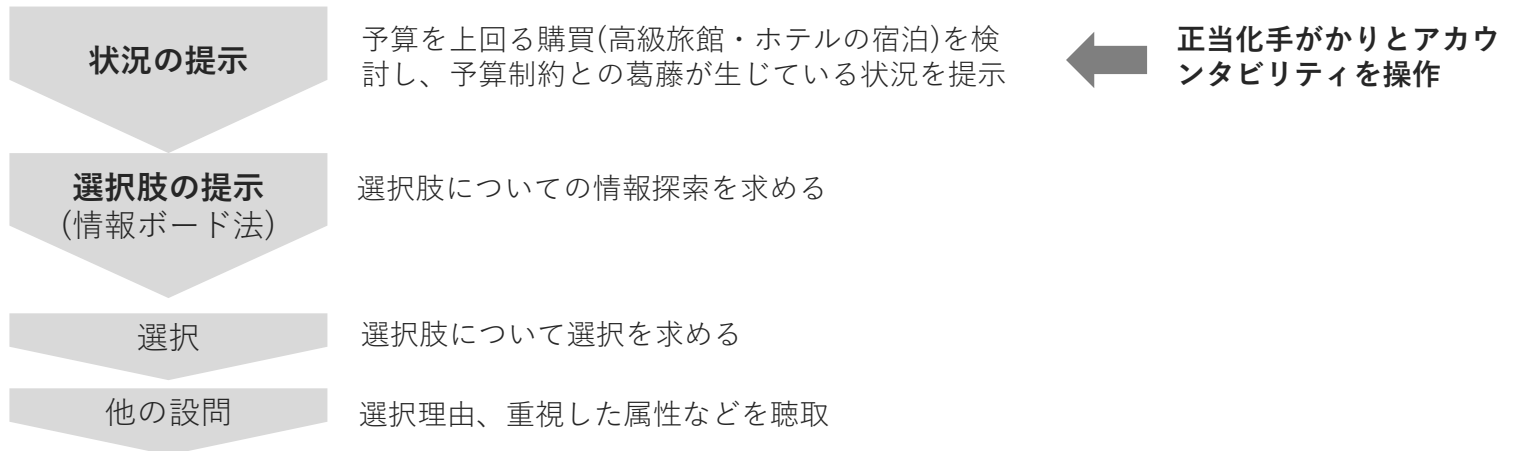 状況の提示
予算を上回る購買(高級旅館・ホテルの宿泊)を検
討し、予算制約との葛藤が生じている状況を提示
正当化手がかりとアカウ
ンタビリティを操作
選択肢の提示
(情報ボード法)
選択肢についての情報探索を求める
選択
選択肢について選択を求める
他の設問
選択理由、重視した属性などを聴取